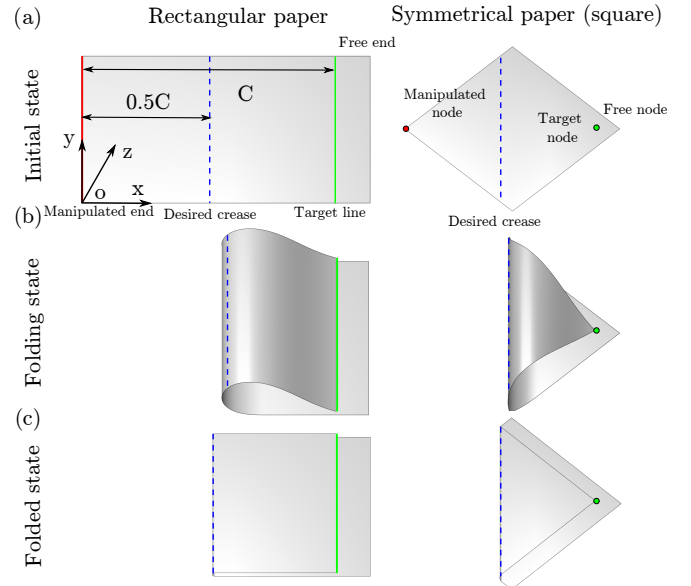 Rectangular paper
Symmetrical paper (square)
(a)
Initial state
Free end
C
0.5C
y
z
o
x
Manipulated end
Desired crease
Target line
Manipulated
node
Target
node
Free node
Desired crease
(b)
Folding state
(c)
Folded state